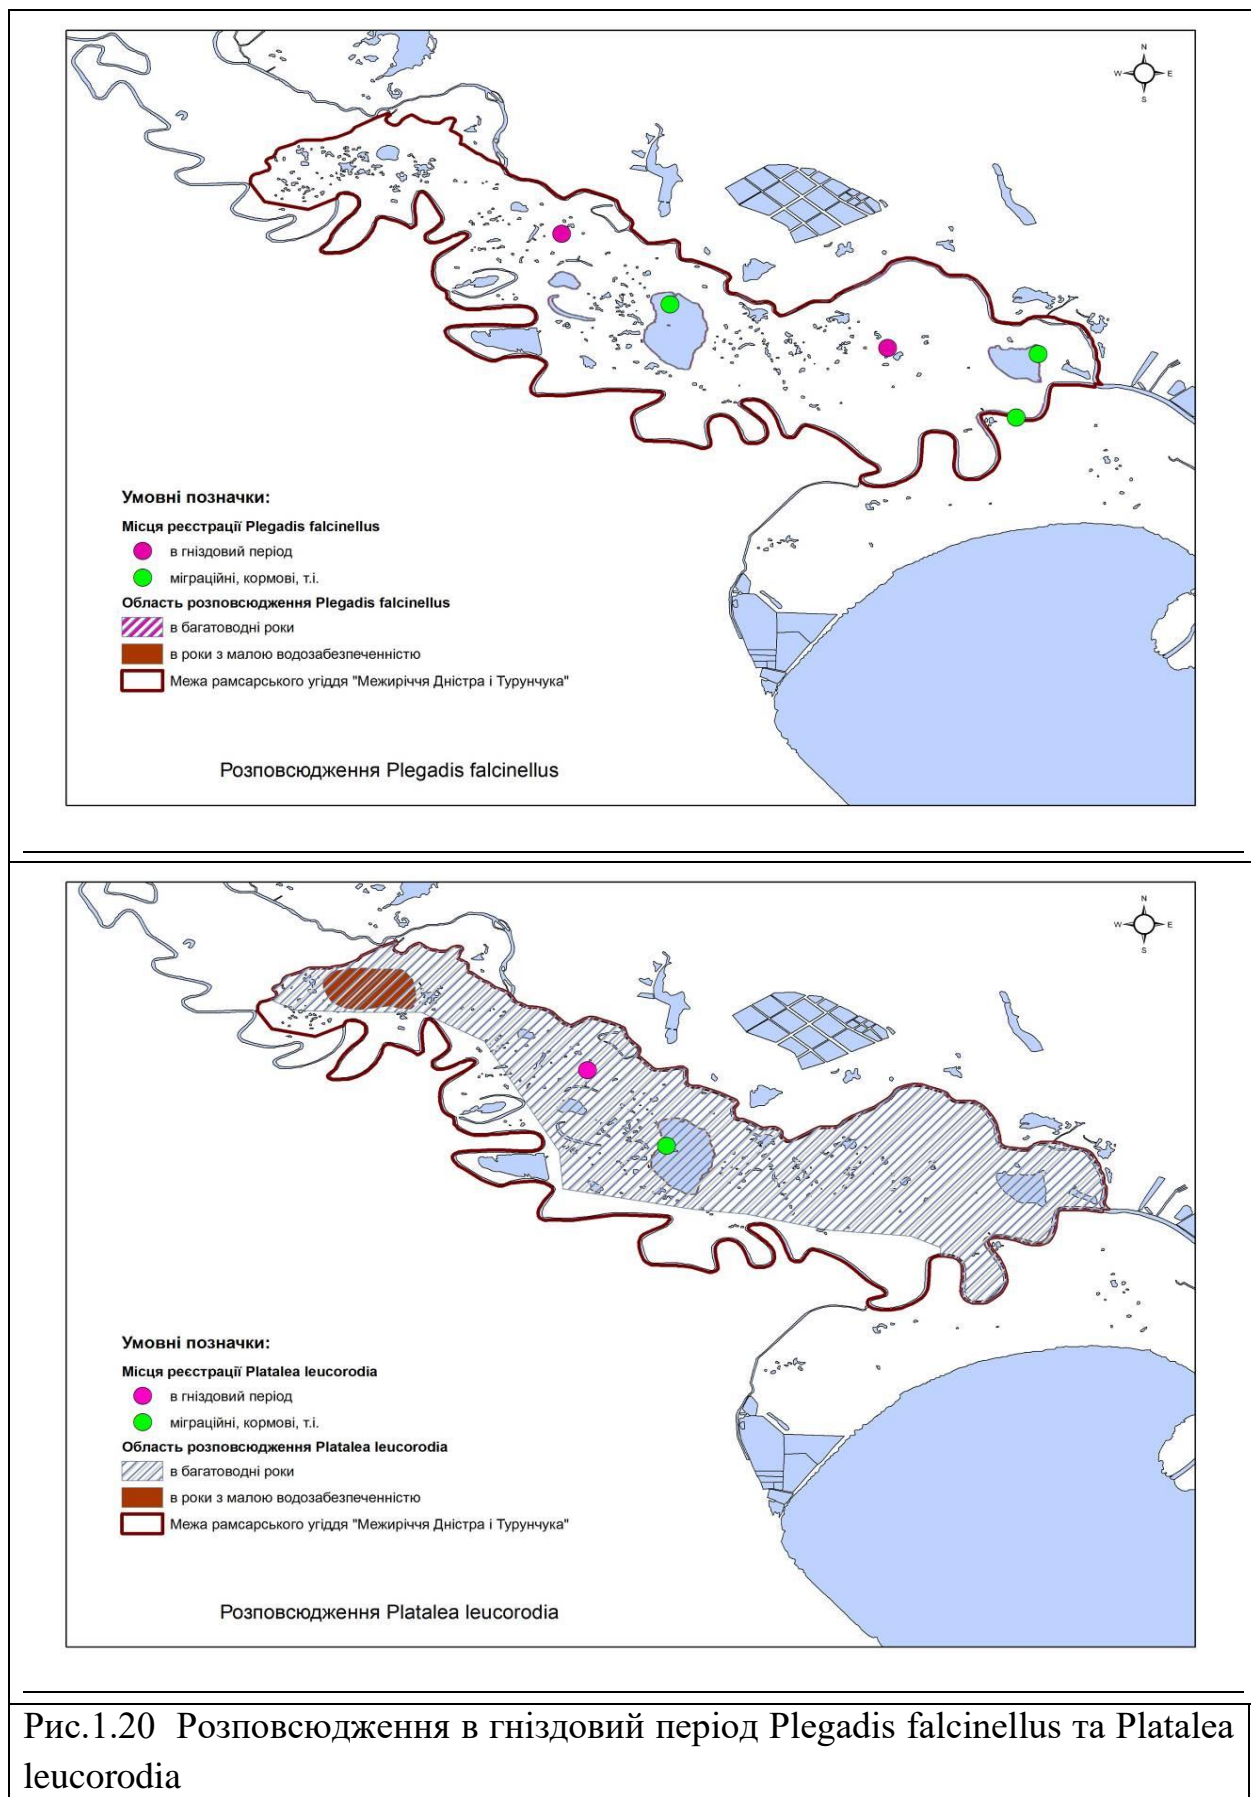 N
W
E
S
Умовні позначки:
Місця реєстрації Plegadis falcinellus
в гніздовий період
міграційні, кормові, т.і.
Область розповсюдження Plegadis falcinellus
в багатоводні роки
в роки з малою водозабезпеченністю
Межа рамсарського угіддя "Межиріччя Дністра і Турунчука"
Розповсюдження Plegadis falcinellus
N
W
E
S
Умовні позначки:
Місця реєстрації Platalea leucorodia
в гніздовий період
міграційні, кормові, т.і.
Область розповсюдження Platalea leucorodia
в багатоводні роки
в роки з малою водозабезпеченністю
Межа рамсарського угіддя "Межиріччя Дністра і Турунчука"
Розповсюдження Platalea leucorodia
Рис.1.20 Розповсюдження в гніздовий період Plegadis falcinellus та Platalea
leucorodia